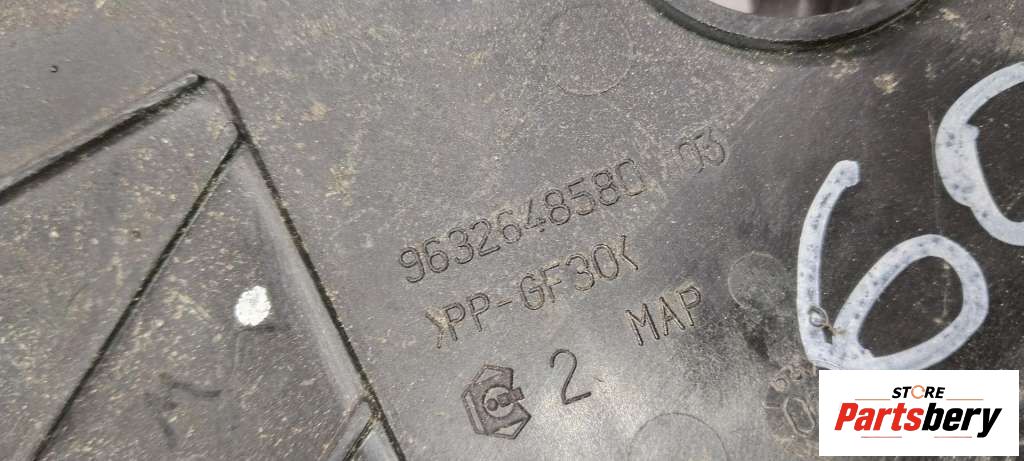 9632648580 03
>PP-GF30<
MAP
2
60
STORE
Partsbery